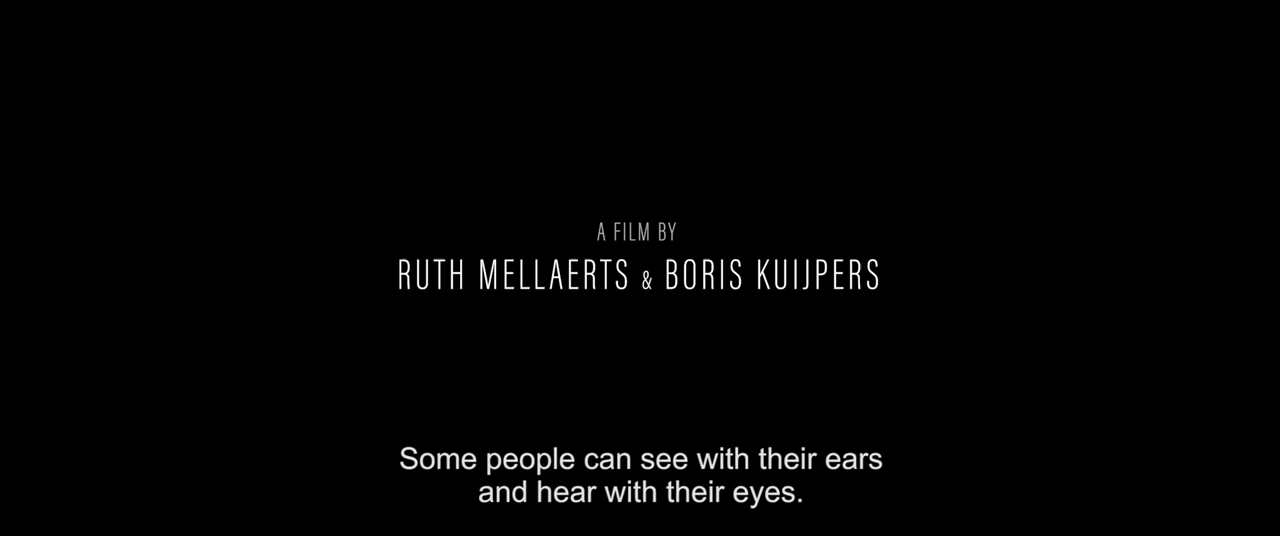 A FILM BY
RUTH MELLAERTS & BORIS KUIJPERS
Some people can see with their ears
and hear with their eyes.